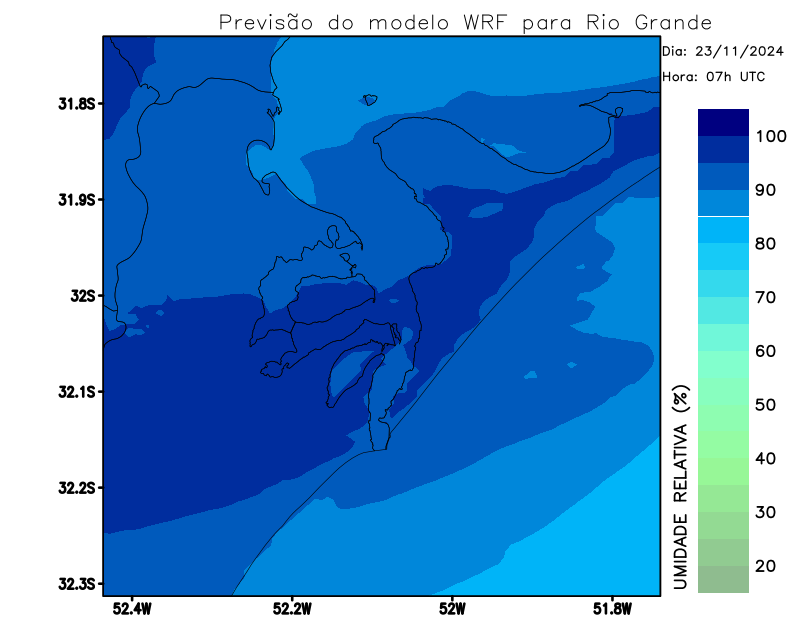 Previsão do modelo WRF para Rio Grande
Dia: 23/11/2024
Hora: 07h UTC
31.8S
31.9S
32S
32.1S
32.2S
32.3S
52.4W
52.2W
52W
51.8W
100
90
80
70
60
50
40
30
20
UMIDADE RELATIVA (%)